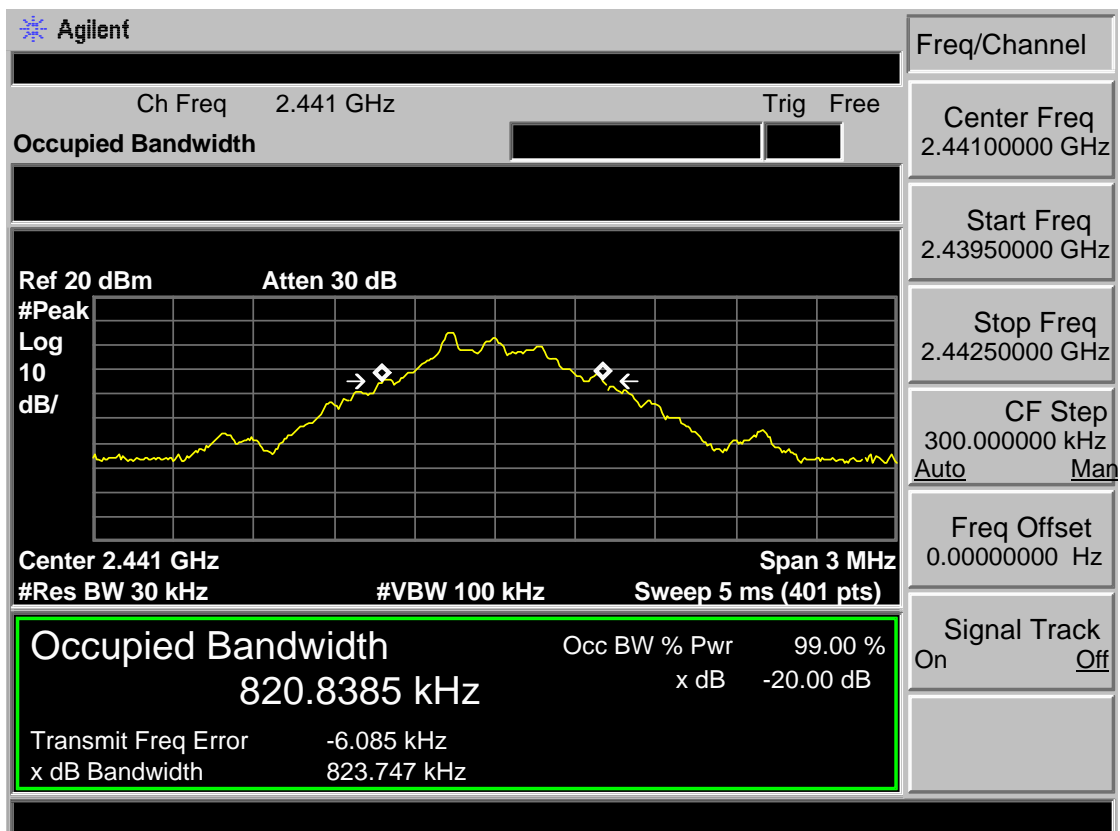 Agilent
Freq/Channel
Ch Freq 2.441 GHz Trig Free
Occupied Bandwidth
Center Freq
2.44100000 GHz
Start Freq
2.43950000 GHz
Ref 20 dBm Atten 30 dB
#Peak
Log
10
dB/
Stop Freq
2.44250000 GHz
CF Step
300.000000 kHz
Auto Man
Center 2.441 GHz Span 3 MHz
#Res BW 30 kHz #VBW 100 kHz Sweep 5 ms (401 pts)
Freq Offset
0.00000000 Hz
Occupied Bandwidth Occ BW % Pwr 99.00 %
820.8385 kHz x dB -20.00 dB
Transmit Freq Error -6.085 kHz
x dB Bandwidth 823.747 kHz
Signal Track
On Off